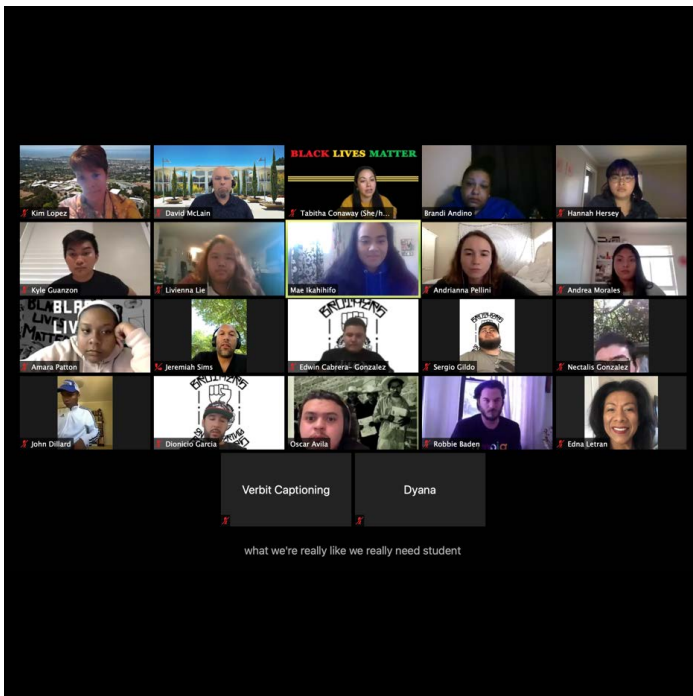 BLACK LIVES MATTER
Kim Lopez
David McLain
Tabitha Conaway (She/h...
Brandi Andino
Hannah Hersey
Kyle Guanzon
Livienna Lie
Mae Ikahihifo
Andrianna Pellini
Andrea Morales
BLA
LIV
Amara Patton
Jeremiah Sims
Edwin Cabrera- Gonzalez
Sergio Gildo
Nectalis Gonzalez
John Dillard
Dionicio Garcia
Oscar Avila
Robbie Baden
Edna Letran
Verbit Captioning
Dyana
what we're really like we really need student